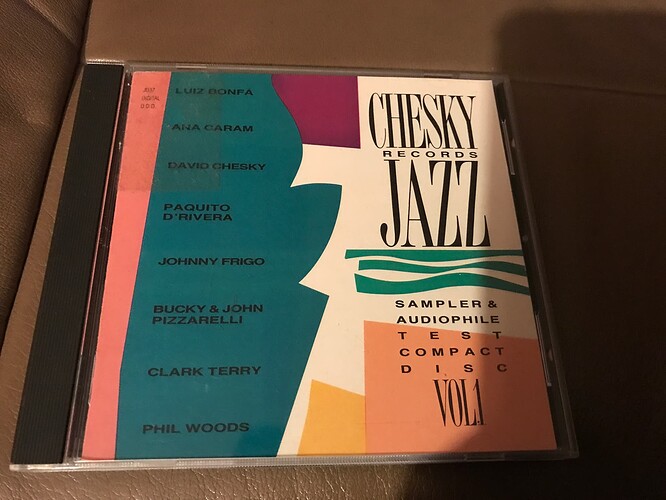 LUIZ BONFÁ
ANA CARAM
DAVID CHESKY
PAQUITO
D'RIVERA
JOHNNY FRIGO
BUCKY & JOHN
PIZZARELLI
CLARK TERRY
PHIL WOODS
CHESKY
RECORDS
JAZZ
SAMPLER &
AUDIOPHILE
TEST
COMPACT
DISC
VOL.1